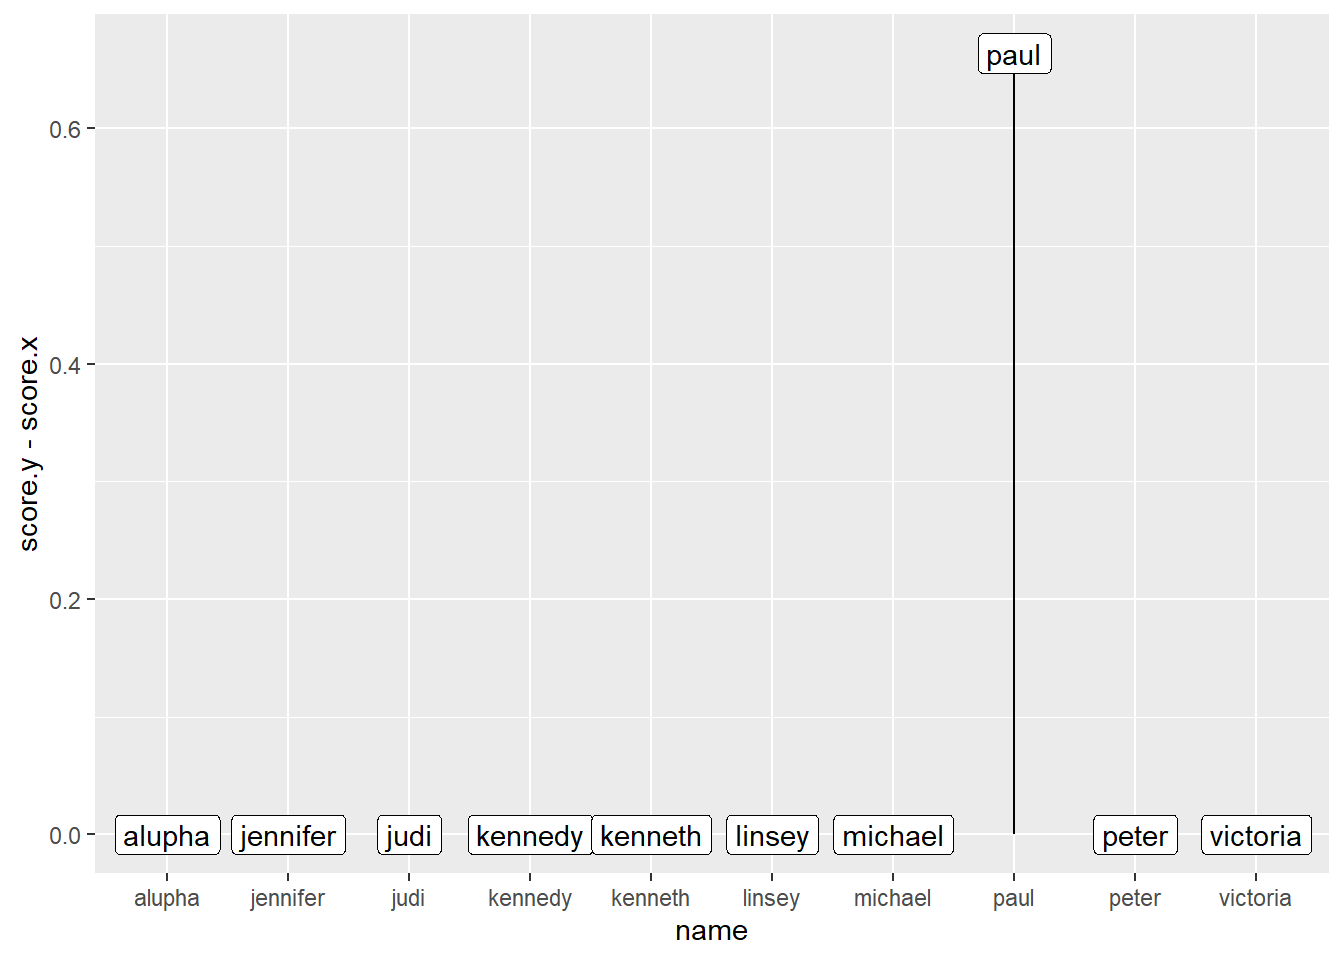 paul
0.6
0.4
0.2
0.0
score.y - score.x
alupha jennifer judi kennedy kenneth linsey michael peter victoria
alupha jennifer judi kennedy kenneth linsey michael paul peter victoria
name